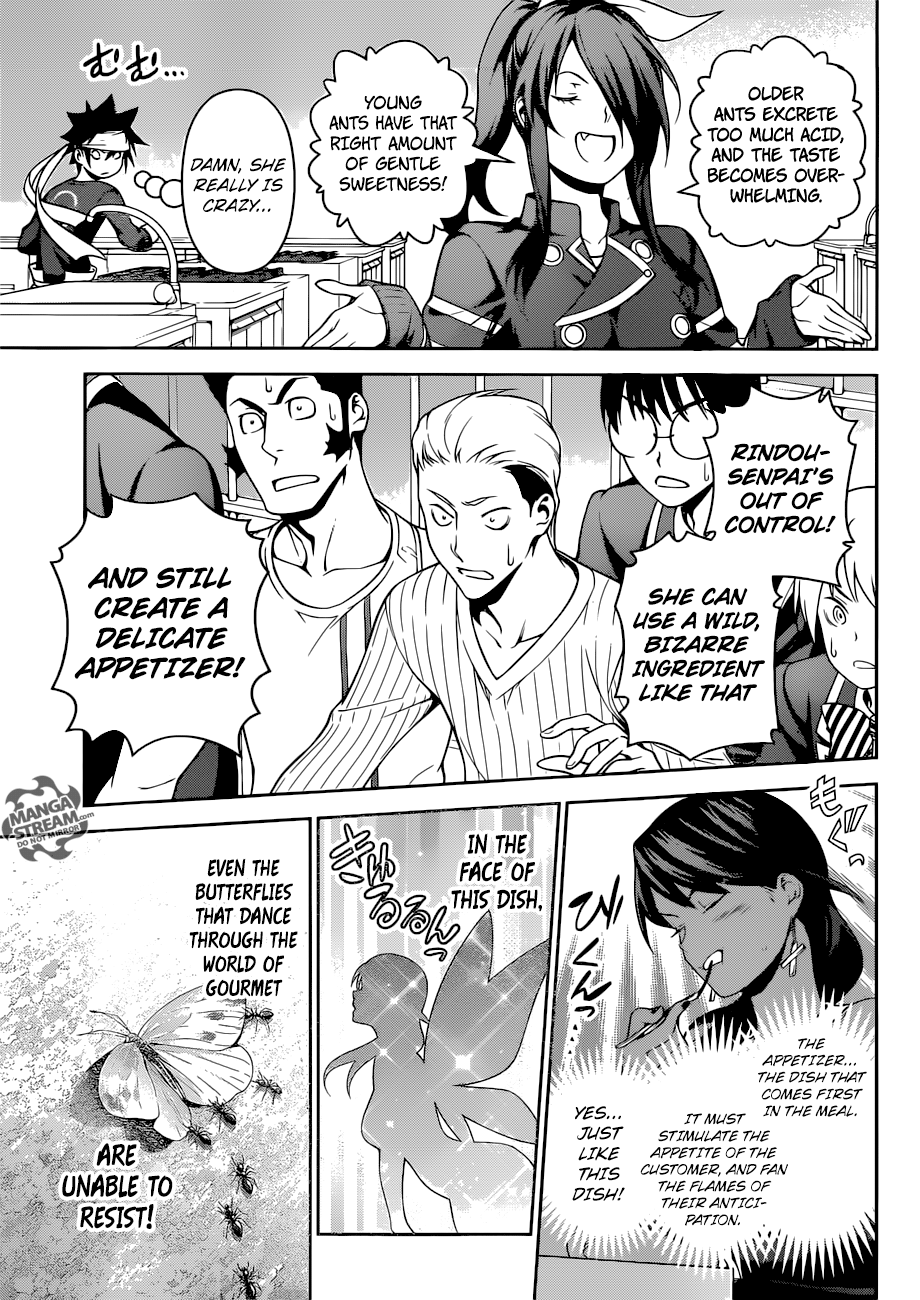 OLDER
ANTS EXCRETE
TOO MUCH ACID,
AND THE TASTE
BECOMES OVER-
WHELMING.
YOUNG
ANTS HAVE THAT
RIGHT AMOUNT
OF GENTLE
SWEETNESS!
DAMN, SHE
REALLY IS
CRAZY...
むむ...
RINDOU-
SENPAI'S
OUT OF
CONTROL!
SHE CAN
USE A WILD,
BIZARRE
INGREDIENT
LIKE THAT
AND STILL
CREATE A
DELICATE
APPETIZER!
もぐ
びくんっ
THE
APPETIZER...
THE DISH THAT
COMES FIRST
IN THE MEAL.
IT MUST
STIMULATE THE
APPETITE OF THE
CUSTOMER, AND FAN
THE FLAMES OF
THEIR ANTICI-
PATION.
YES...
JUST
LIKE
THIS
DISH!
IN THE
FACE OF
THIS DISH,
きゅるるんっ
EVEN THE
BUTTERFLIES
THAT DANCE
THROUGH THE
WORLD OF
GOURMET
ARE
UNABLE TO
RESIST!
MANGA
STREAM.com
DO NOT MIRROR